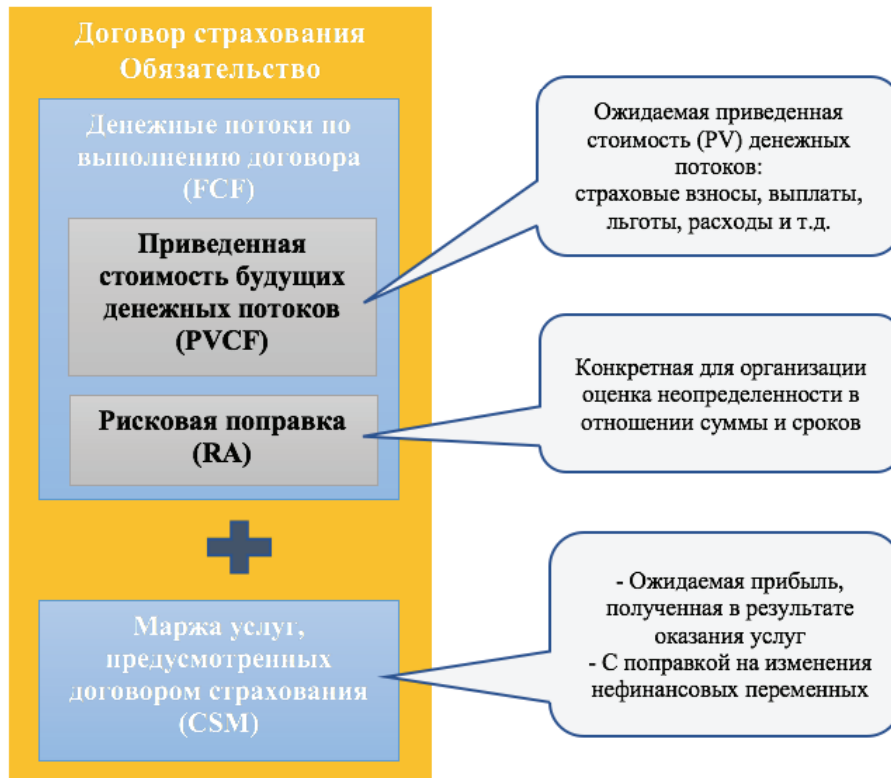 Договор страхования
Обязательство
Денежные потоки по
выполнению договора
(FCF)
Приведенная
стоимость будущих
денежных потоков
(PVCF)
Рисковая поправка
(RA)
Маржа услуг,
предусмотренных
договором страхования
(CSM)
Ожидаемая приведенная
стоимость (PV) денежных
потоков:
страховые взносы, выплаты,
льготы, расходы и т.д.
Конкретная для организации
оценка неопределенности в
отношении суммы и сроков
- Ожидаемая прибыль,
полученная в результате
оказания услуг
- С поправкой на изменения
нефинансовых переменных